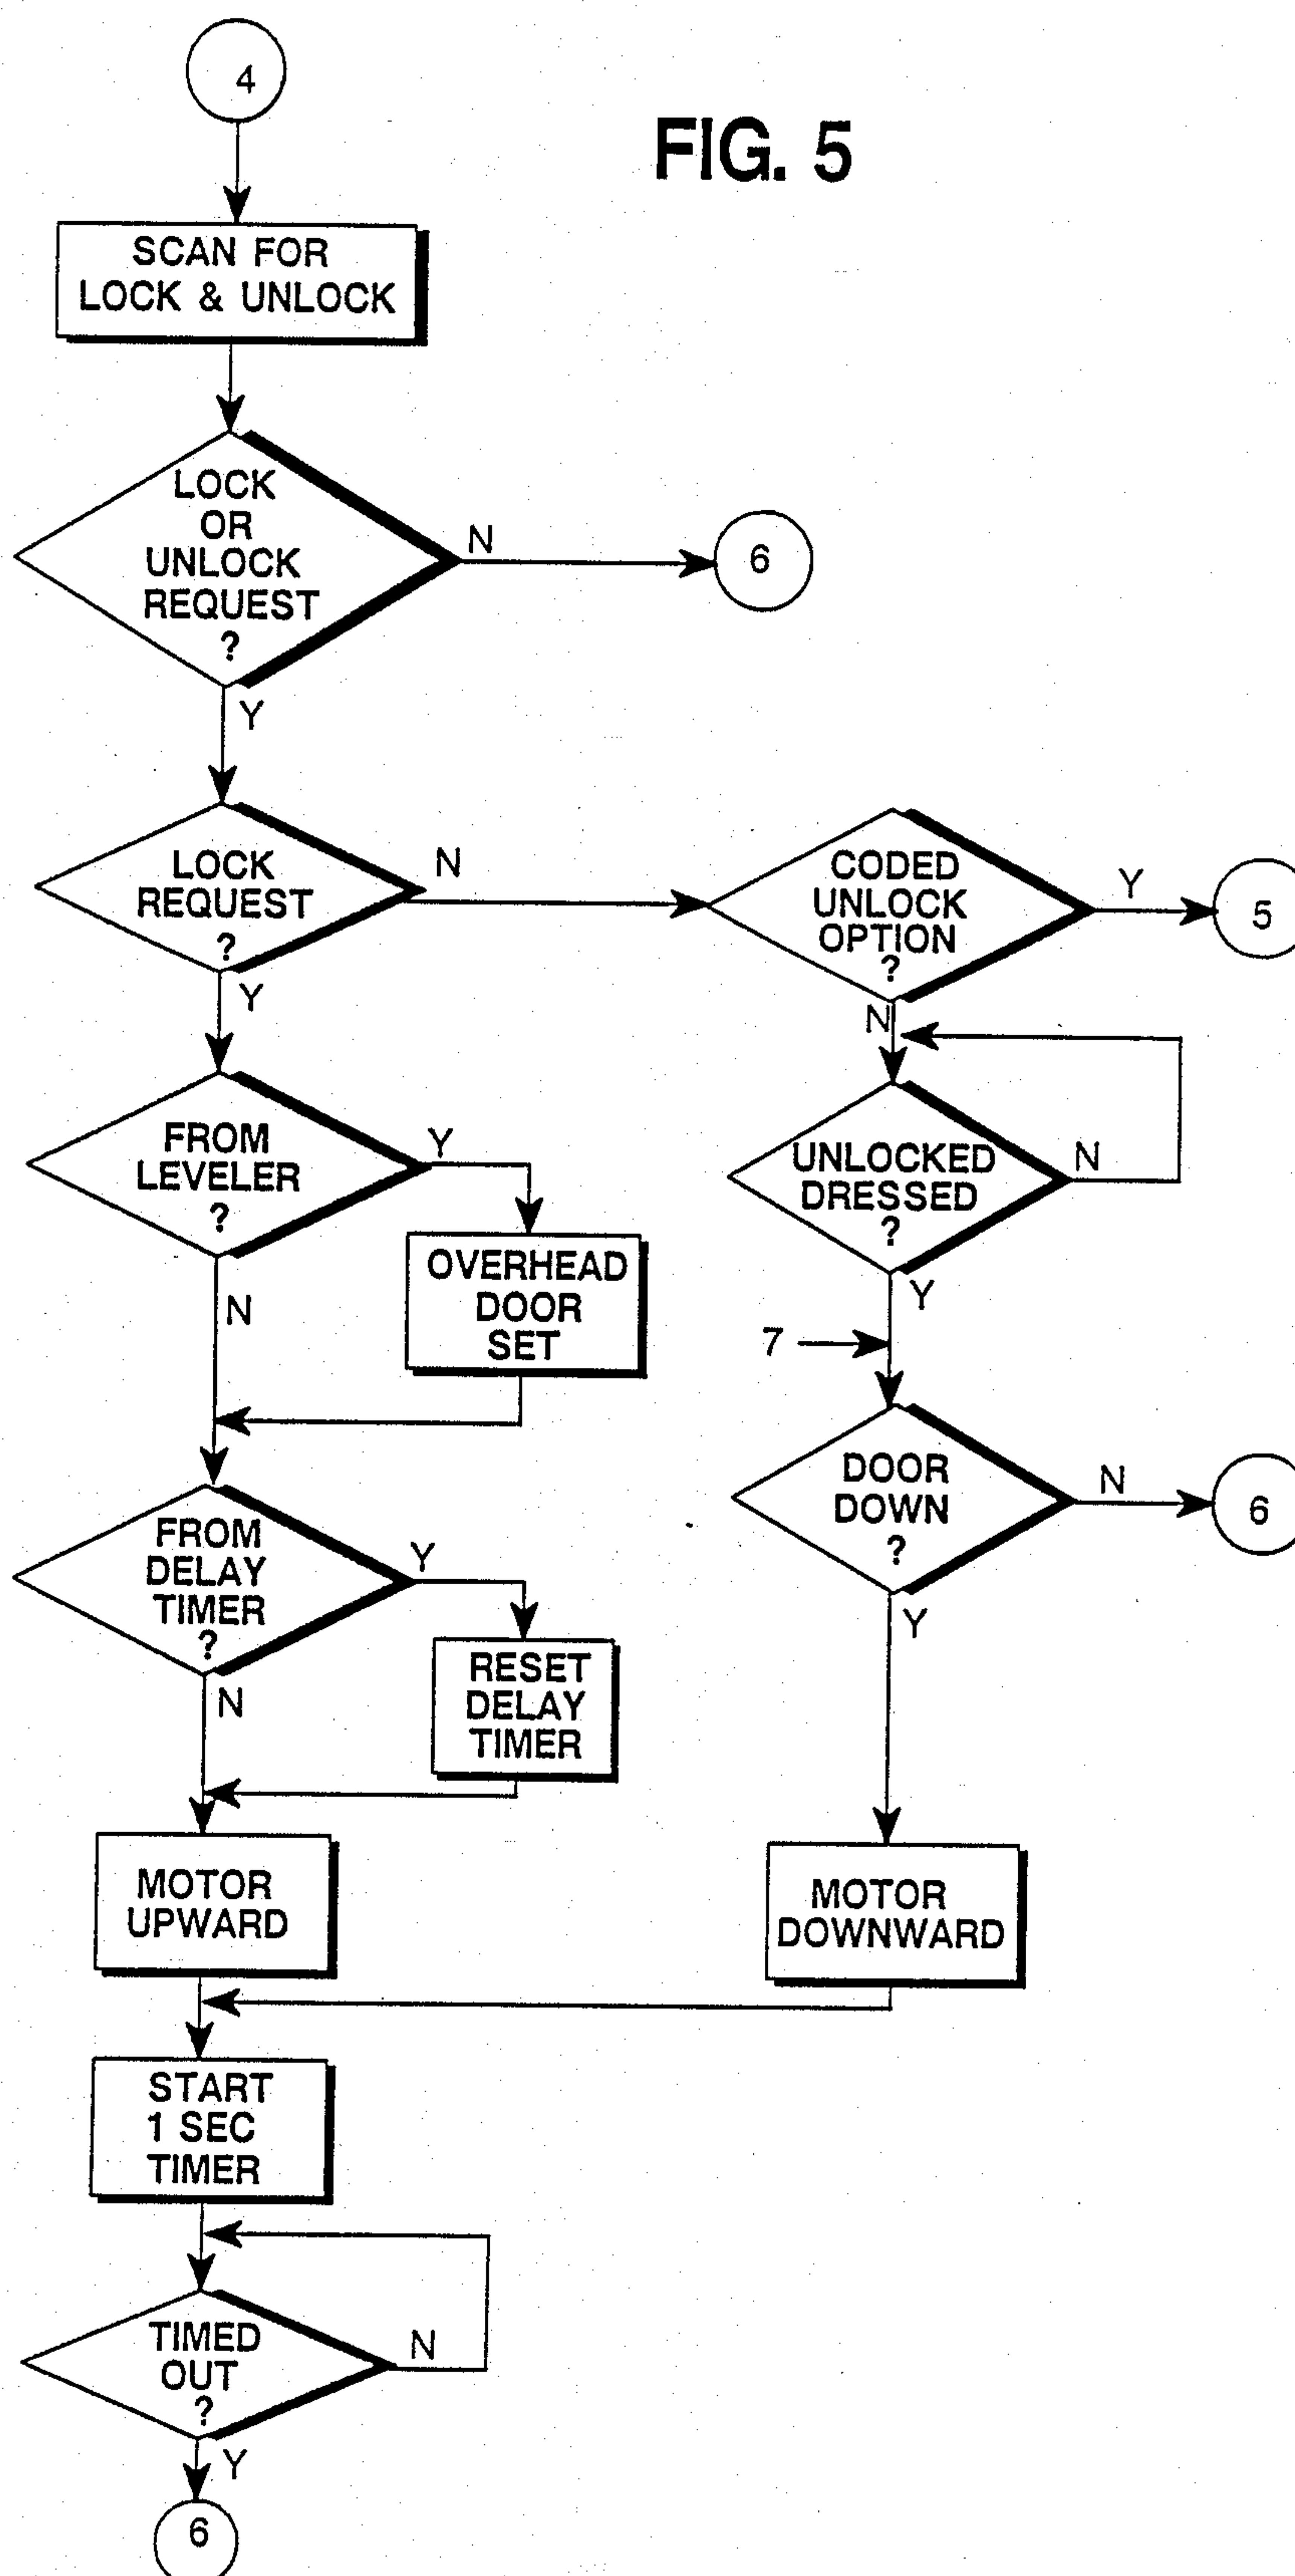 4
FIG. 5
SCAN FOR
LOCK & UNLOCK
LOCK
OR
UNLOCK
REQUEST
?
N
6
Y
LOCK
REQUEST
?
N
CODED
UNLOCK
OPTION
?
Y
5
Y
N
FROM
LEVELER
?
Y
UNLOCKED
DRESSED
?
N
OVERHEAD
DOOR
SET
N
Y
7
DOOR
DOWN
?
N
6
FROM
DELAY
TIMER
?
Y
Y
RESET
DELAY
TIMER
N
MOTOR
UPWARD
MOTOR
DOWNWARD
START
1 SEC
TIMER
TIMED
OUT
?
N
Y
6